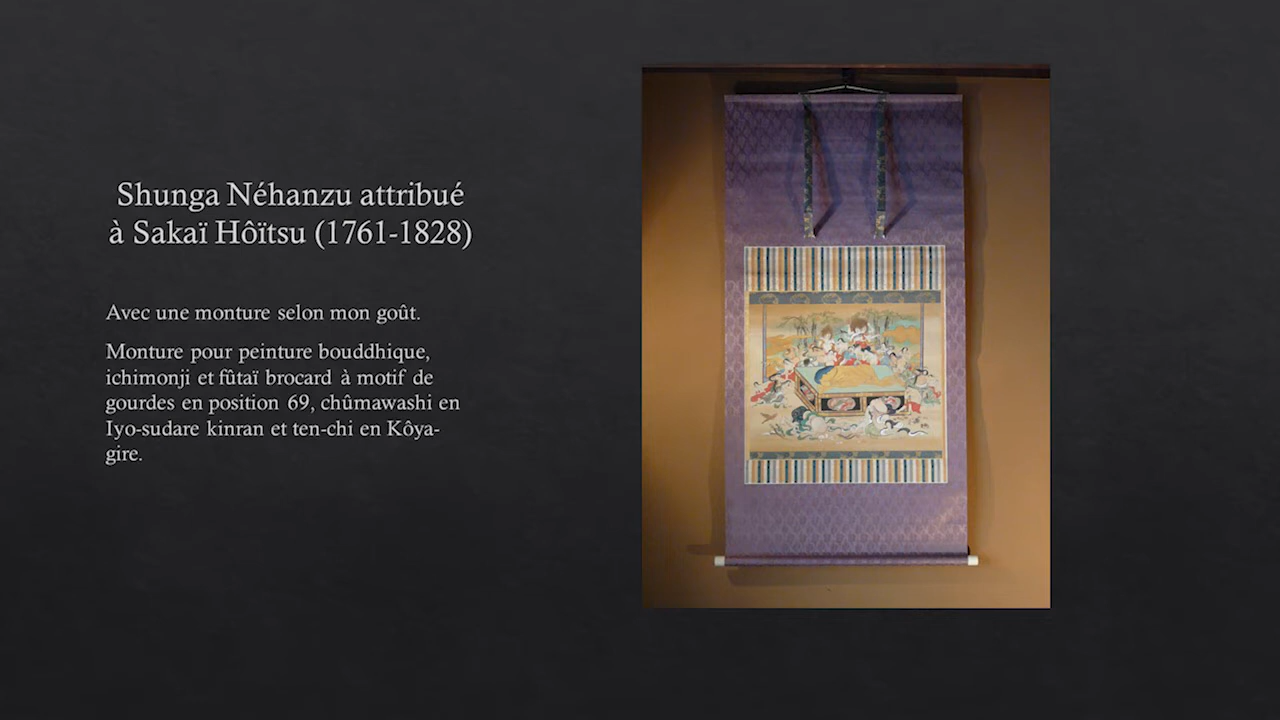 Shunga Néhanzu attribué
à Sakaï Hôïtsu (1761-1828)
Avec une monture selon mon goût.
Monture pour peinture bouddhique,
ichimonji et fûtaï brocard à motif de
gourdes en position 69, chûmawashi en
Iyo-sudare kinran et ten-chi en Kôya-
gire.